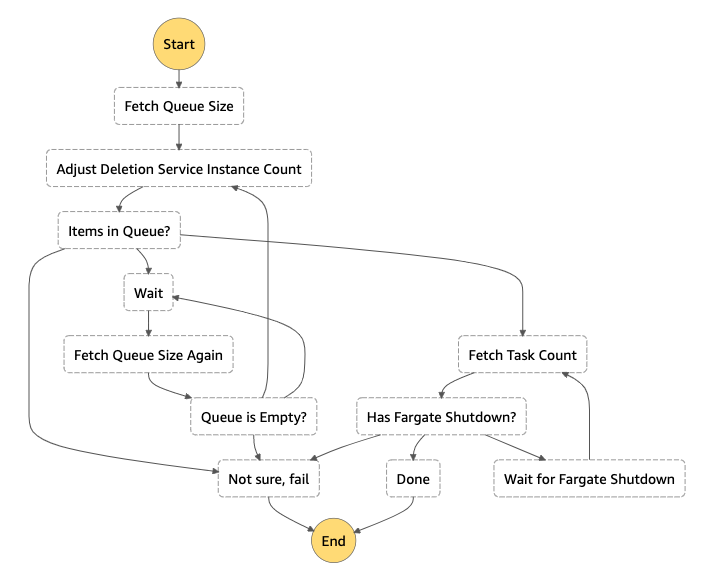 Start
Fetch Queue Size
Adjust Deletion Service Instance Count
Items in Queue?
Wait
Fetch Queue Size Again
Fetch Task Count
Queue is Empty?
Has Fargate Shutdown?
Not sure, fail
Done
Wait for Fargate Shutdown
End